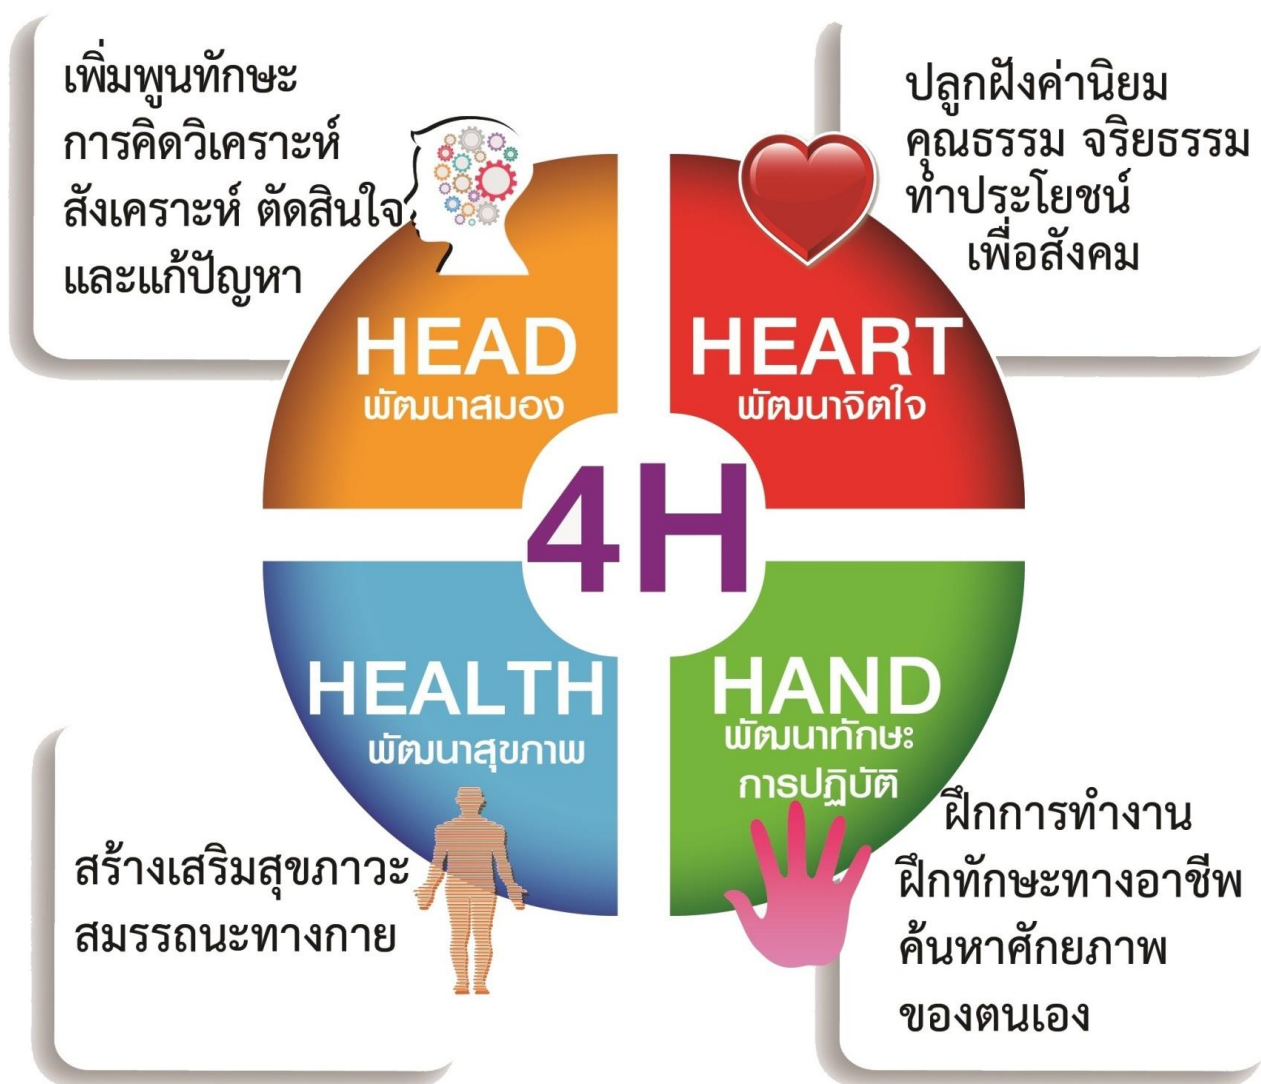 เพิ่มพูนทักษะ
การคิดวิเคราะห์
สังเคราะห์ ตัดสินใจ
และแก้ปัญหา
ปลูกฝังค่านิยม
คุณธรรม จริยธรรม
ทำประโยชน์
เพื่อสังคม
HEAD
พัฒนาสมอง
HEART
พัฒนาจิตใจ
4H
HEALTH
พัฒนาสุขภาพ
HAND
พัฒนาทักษะ
การปฏิบัติ
สร้างเสริมสุขภาวะ
สมรรถนะทางกาย
ฝึกการทำงาน
ฝึกทักษะทางอาชีพ
ค้นหาศักยภาพ
ของตนเอง